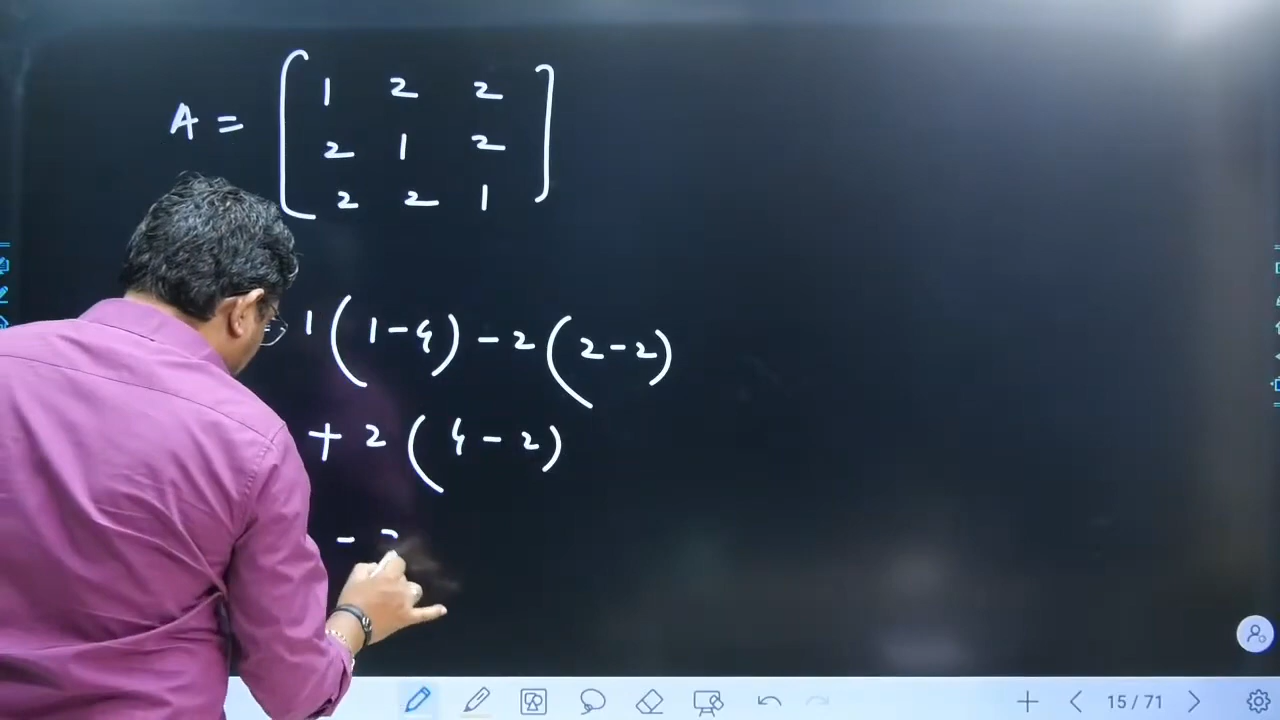 1 2 2
A = 2 1 2
2 2 1
1 (1-4) - 2 (2-2)
+ 2 (4-2)
-
15 / 71